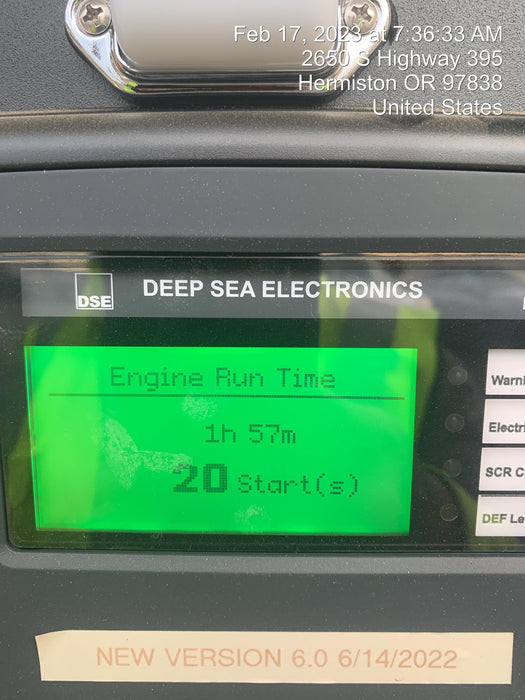 Feb 17, 2023 at 7:36:33 AM
2650 S Highway 395
Hermiston OR 97838
United States
DSE
DEEP SEA ELECTRONICS
Engine Run Time
1h 57m
20 Start(s)
Warni
Electri
SCR C
DEF Le
NEW VERSION 6.0 6/14/2022